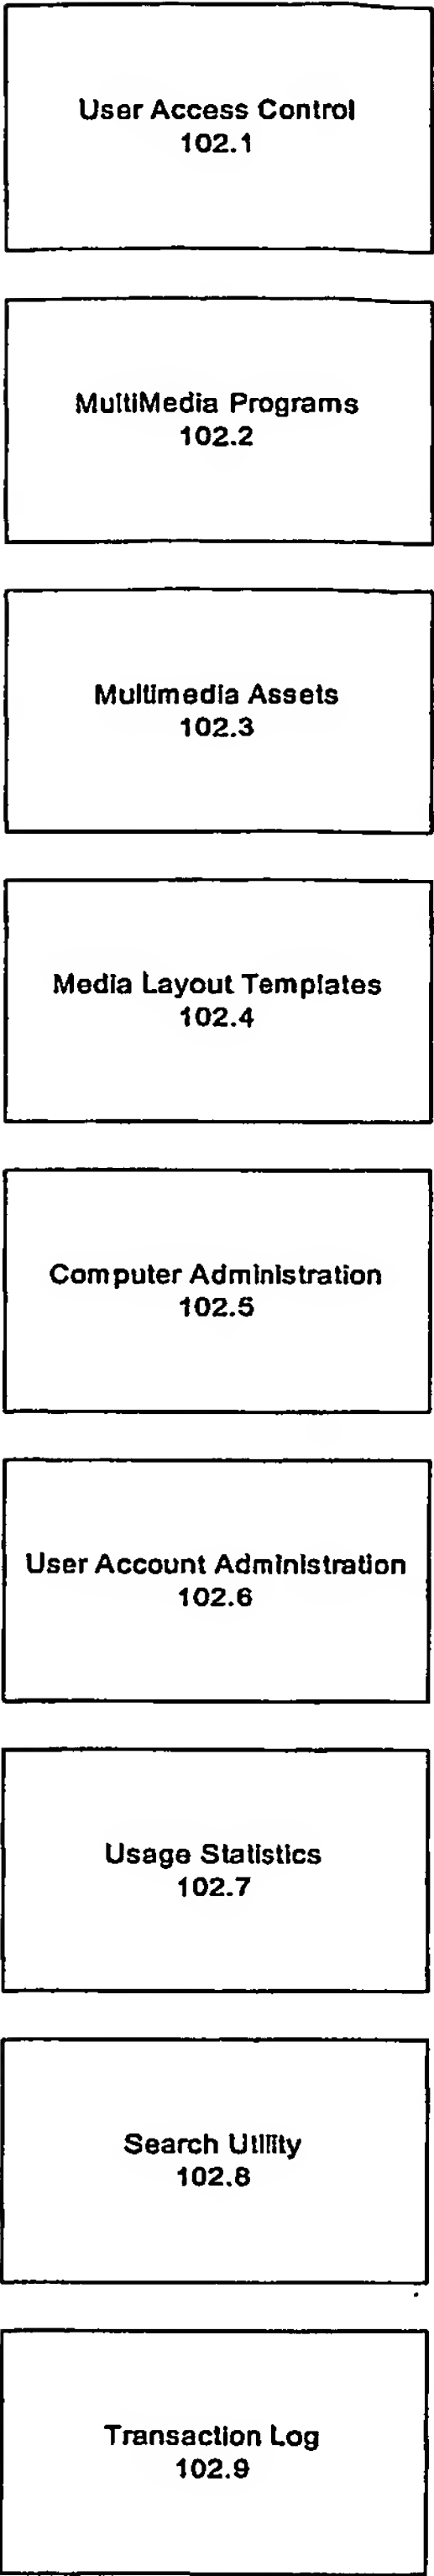 User Access Control
102.1
MultiMedia Programs
102.2
Multimedia Assets
102.3
Media Layout Templates
102.4
Computer Administration
102.5
User Account Administration
102.6
Usage Statistics
102.7
Search Utility
102.8
Transaction Log
102.9